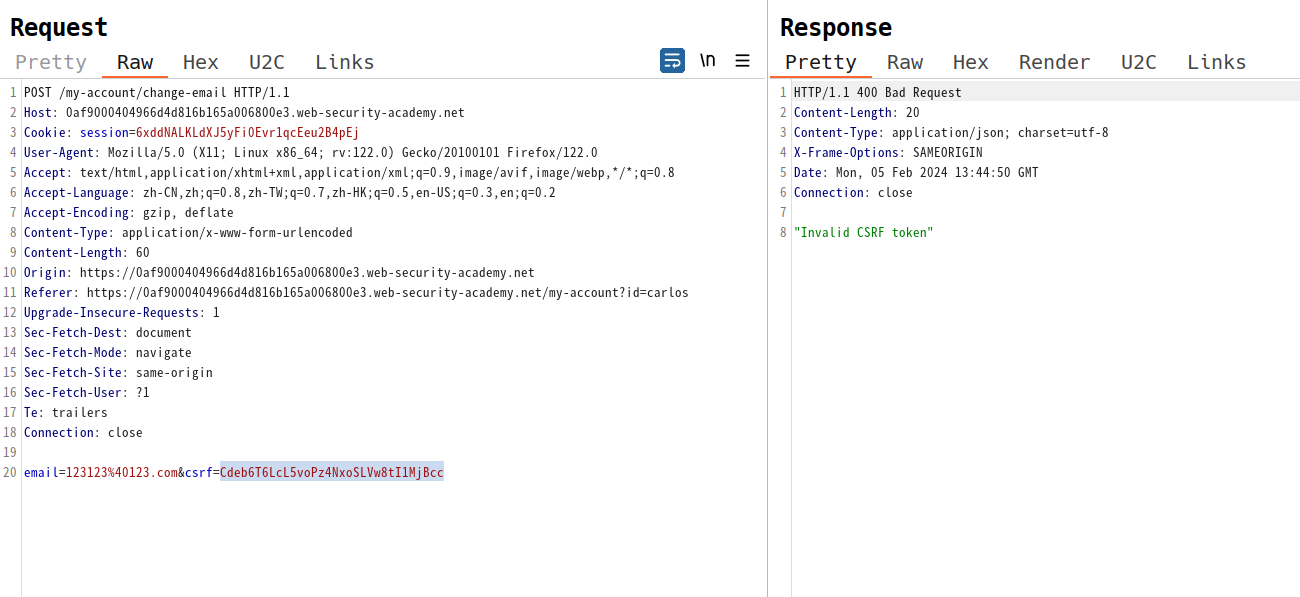 Request
Pretty Raw Hex U2C Links \n
1 POST /my-account/change-email HTTP/1.1
2 Host: 0af9000404966d4d816b165a006800e3.web-security-academy.net
3 Cookie: session=6xddNALKLdXJ5yFi0Evr1qcEeu2B4pEj
4 User-Agent: Mozilla/5.0 (X11; Linux x86_64; rv:122.0) Gecko/20100101 Firefox/122.0
5 Accept: text/html,application/xhtml+xml,application/xml;q=0.9,image/avif,image/webp,*/*;q=0.8
6 Accept-Language: zh-CN,zh;q=0.8,zh-TW;q=0.7,zh-HK;q=0.5,en-US;q=0.3,en;q=0.2
7 Accept-Encoding: gzip, deflate
8 Content-Type: application/x-www-form-urlencoded
9 Content-Length: 60
10 Origin: https://0af9000404966d4d816b165a006800e3.web-security-academy.net
11 Referer: https://0af9000404966d4d816b165a006800e3.web-security-academy.net/my-account?id=carlos
12 Upgrade-Insecure-Requests: 1
13 Sec-Fetch-Dest: document
14 Sec-Fetch-Mode: navigate
15 Sec-Fetch-Site: same-origin
16 Sec-Fetch-User: ?1
17 Te: trailers
18 Connection: close
19
20 email=123123%40123.com&csrf=Cdeb6T6LcL5voPz4NxoSLVw8tI1MjBcc
Response
Pretty Raw Hex Render U2C Links
1 HTTP/1.1 400 Bad Request
2 Content-Length: 20
3 Content-Type: application/json; charset=utf-8
4 X-Frame-Options: SAMEORIGIN
5 Date: Mon, 05 Feb 2024 13:44:50 GMT
6 Connection: close
7
8 "Invalid CSRF token"